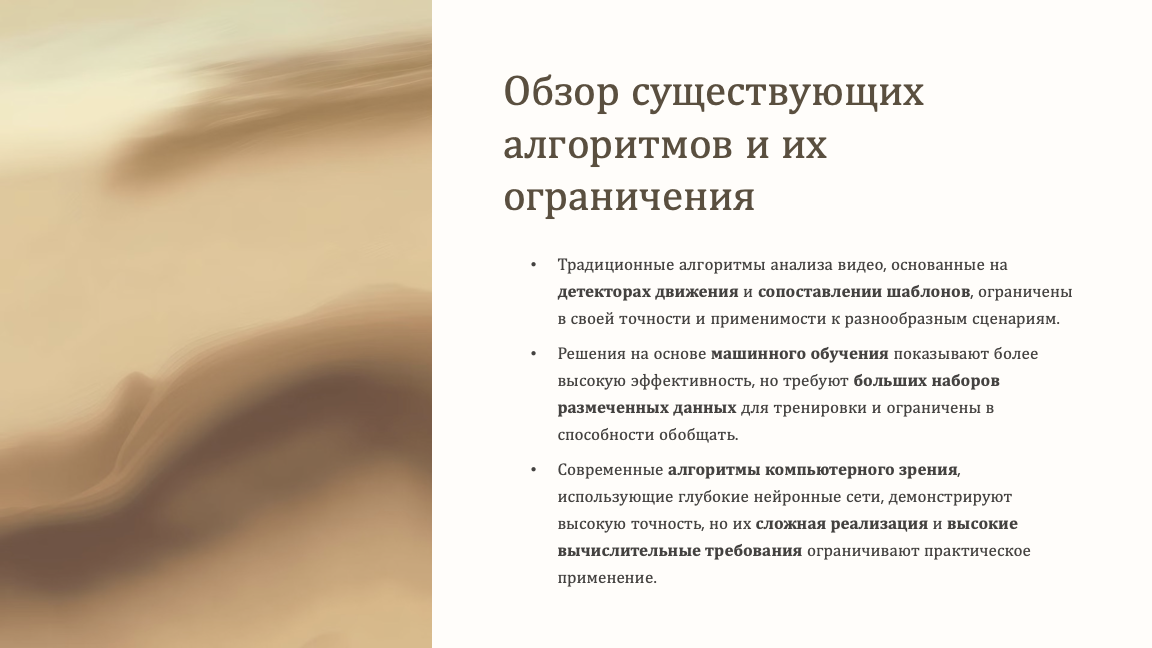 Обзор существующих
алгоритмов и их
ограничения
• Традиционные алгоритмы анализа видео, основанные на
детекторах движения и сопоставлении шаблонов, ограничены
в своей точности и применимости к разнообразным сценариям.
• Решения на основе машинного обучения показывают более
высокую эффективность, но требуют больших наборов
размеченных данных для тренировки и ограничены в
способности обобщать.
• Современные алгоритмы компьютерного зрения,
использующие глубокие нейронные сети, демонстрируют
высокую точность, но их сложная реализация и высокие
вычислительные требования ограничивают практическое
применение.